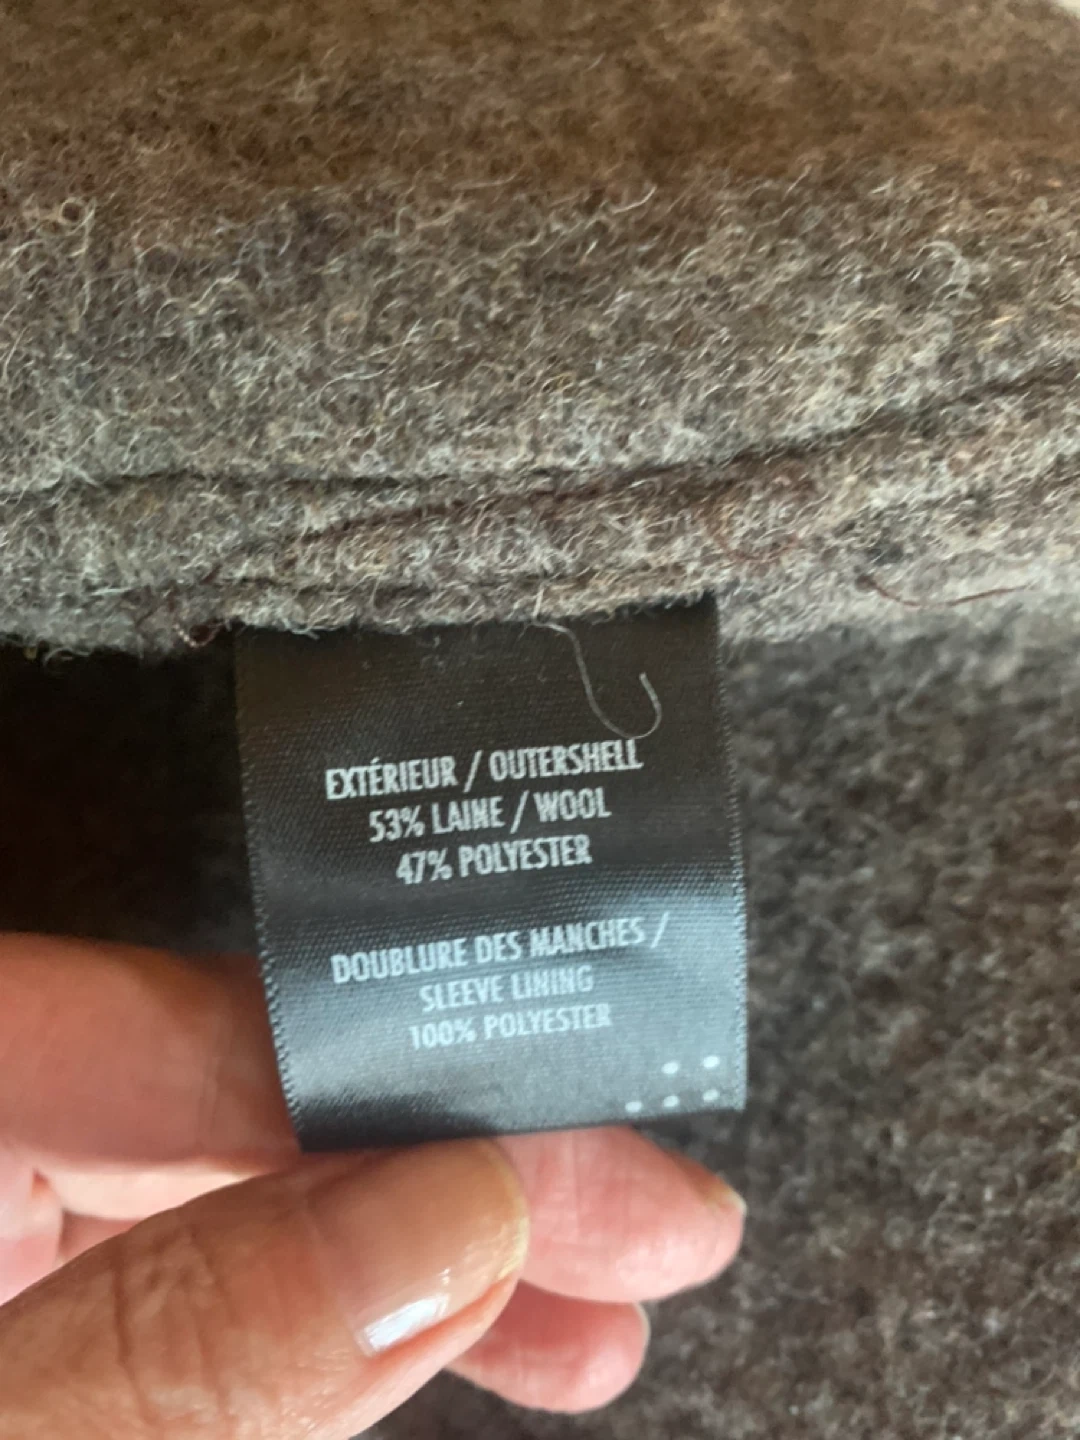 EXTÉRIEUR / OUTERSHELL
53% LAINE / WOOL
47% POLYESTER
DOUBLURE DES MANCHES /
SLEEVE LINING
100% POLYESTER